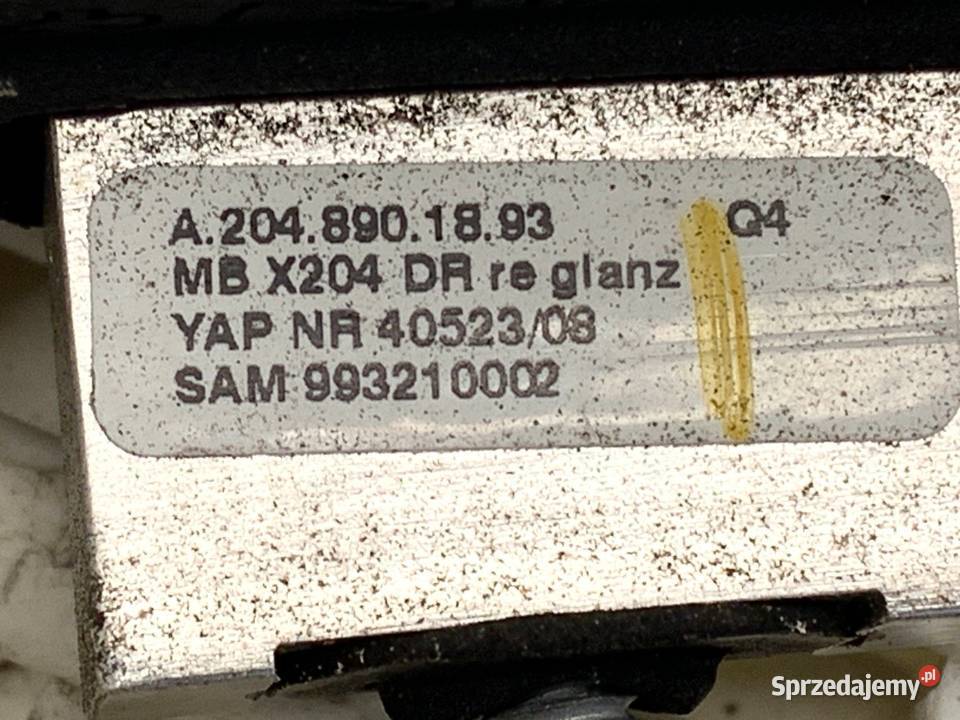 A.204.890.18.93 Q4
MB X204 DR re glanz
YAP NR 40523/08
SAM 993210002
Sprzedajemy.pl